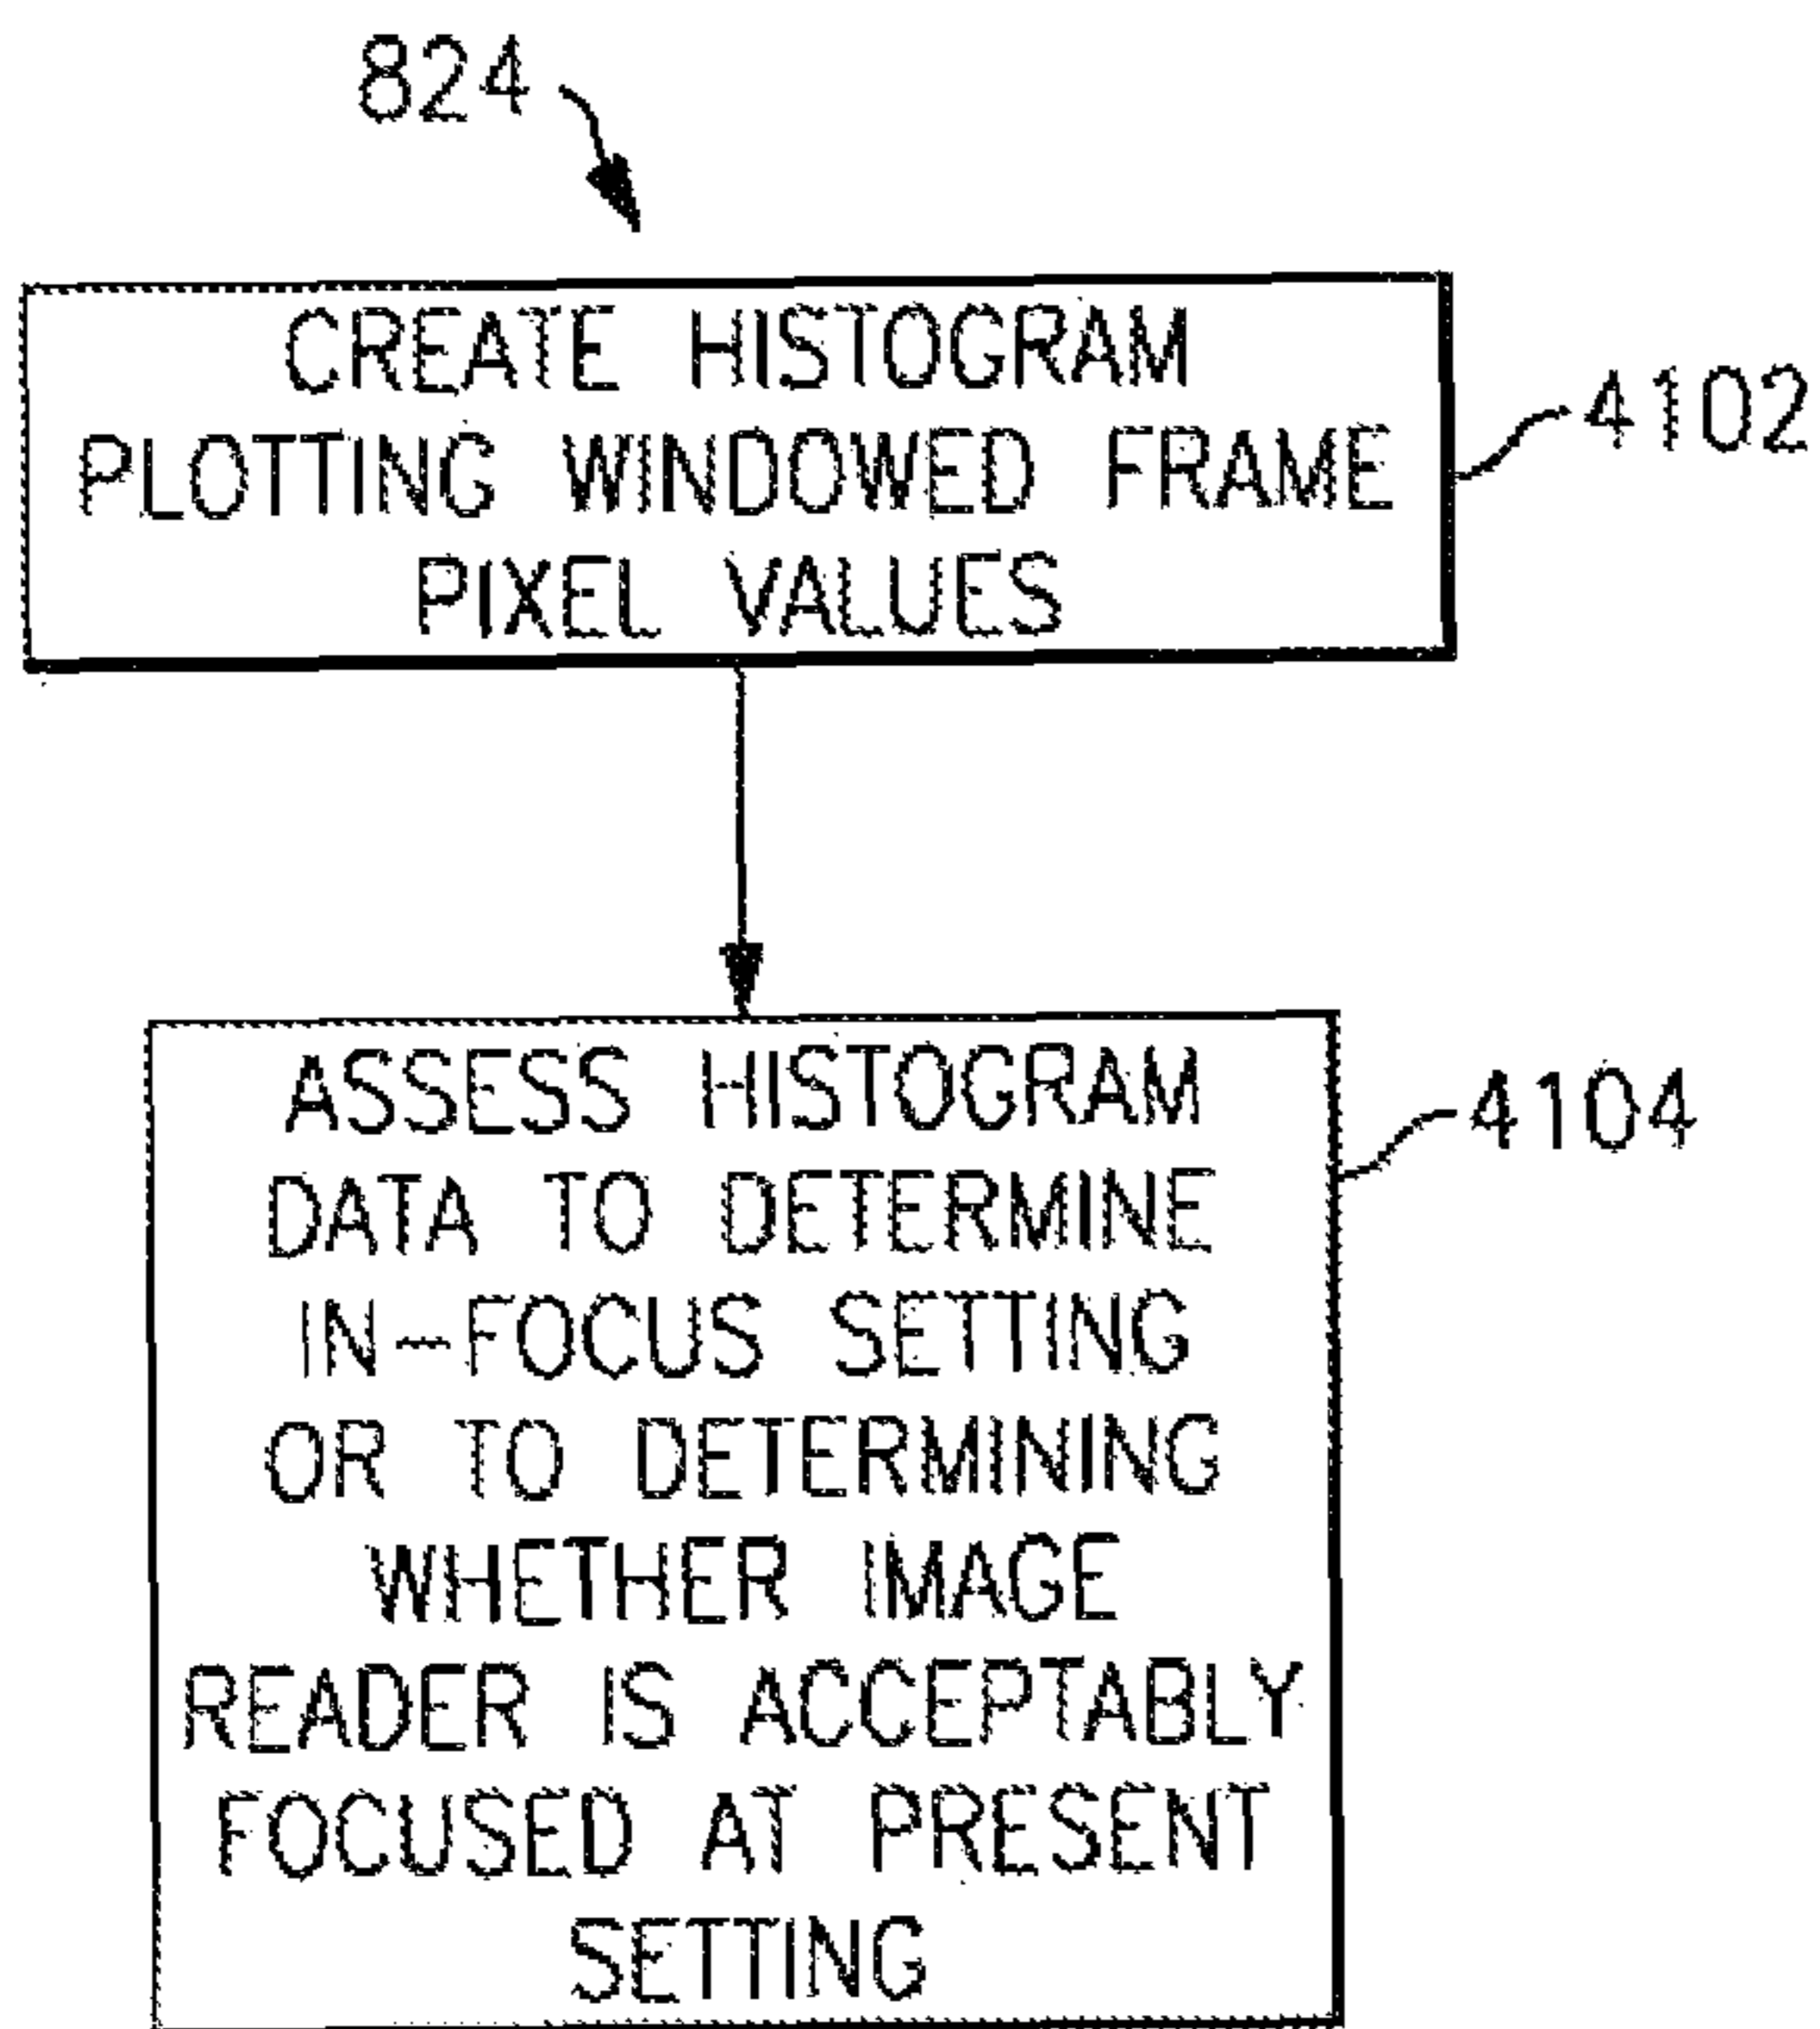 824
CREATE HISTOGRAM
PLOTTING WINDOWED FRAME
PIXEL VALUES
4102
ASSESS HISTOGRAM
DATA TO DETERMINE
IN-FOCUS SETTING
OR TO DETERMINING
WHETHER IMAGE
READER IS ACCEPTABLY
FOCUSED AT PRESENT
SETTING
4104